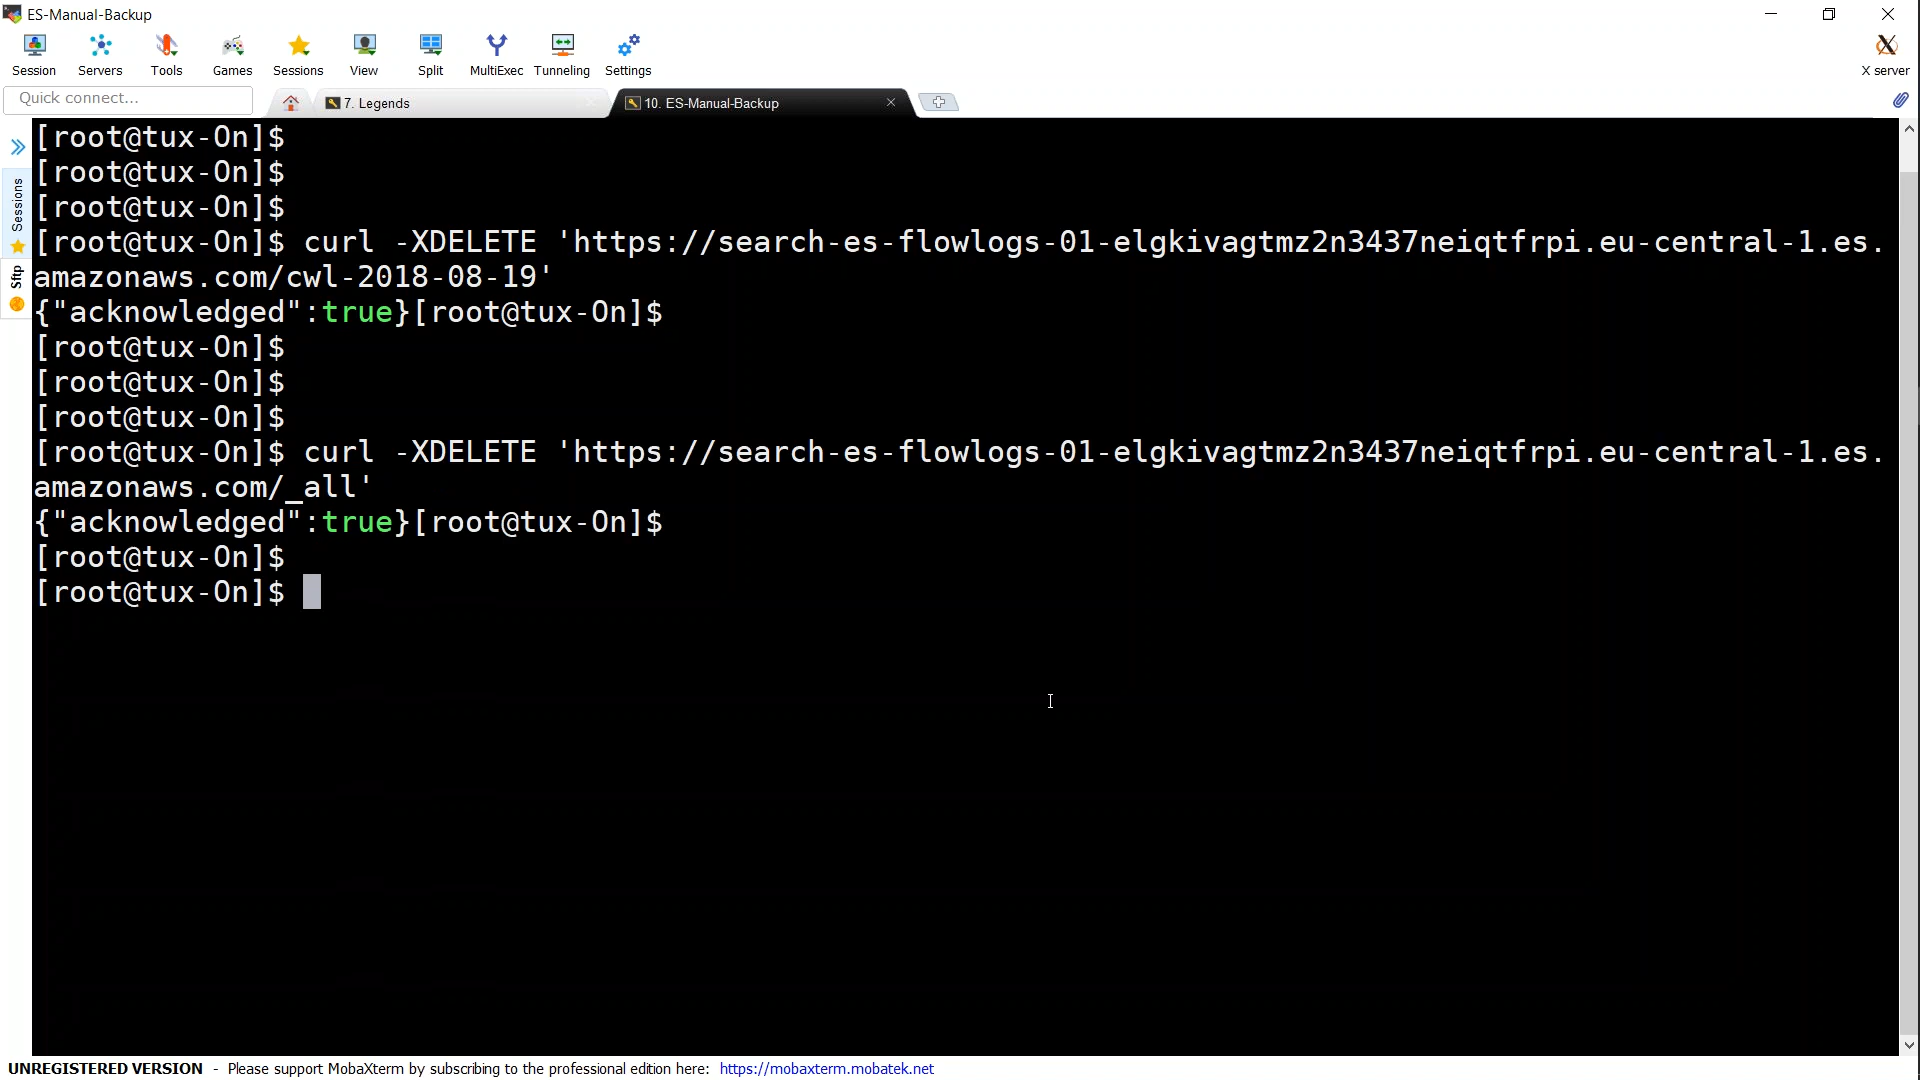 ES-Manual-Backup
Session Servers Tools Games Sessions View Split MultiExec Tunneling Settings X server
Quick connect...
7. Legends
10. ES-Manual-Backup
Sessions
Sftp
[root@tux-On]$
[root@tux-On]$
[root@tux-On]$
[root@tux-On]$ curl -XDELETE 'https://search-es-flowlogs-01-elgkivagtmz2n3437neiqtfrpi.eu-central-1.es.
amazonaws.com/cwl-2018-08-19'
{"acknowledged":true}[root@tux-On]$
[root@tux-On]$
[root@tux-On]$
[root@tux-On]$
[root@tux-On]$ curl -XDELETE 'https://search-es-flowlogs-01-elgkivagtmz2n3437neiqtfrpi.eu-central-1.es.
amazonaws.com/_all'
{"acknowledged":true}[root@tux-On]$
[root@tux-On]$
[root@tux-On]$
UNREGISTERED VERSION - Please support MobaXterm by subscribing to the professional edition here: https://mobaxterm.mobatek.net